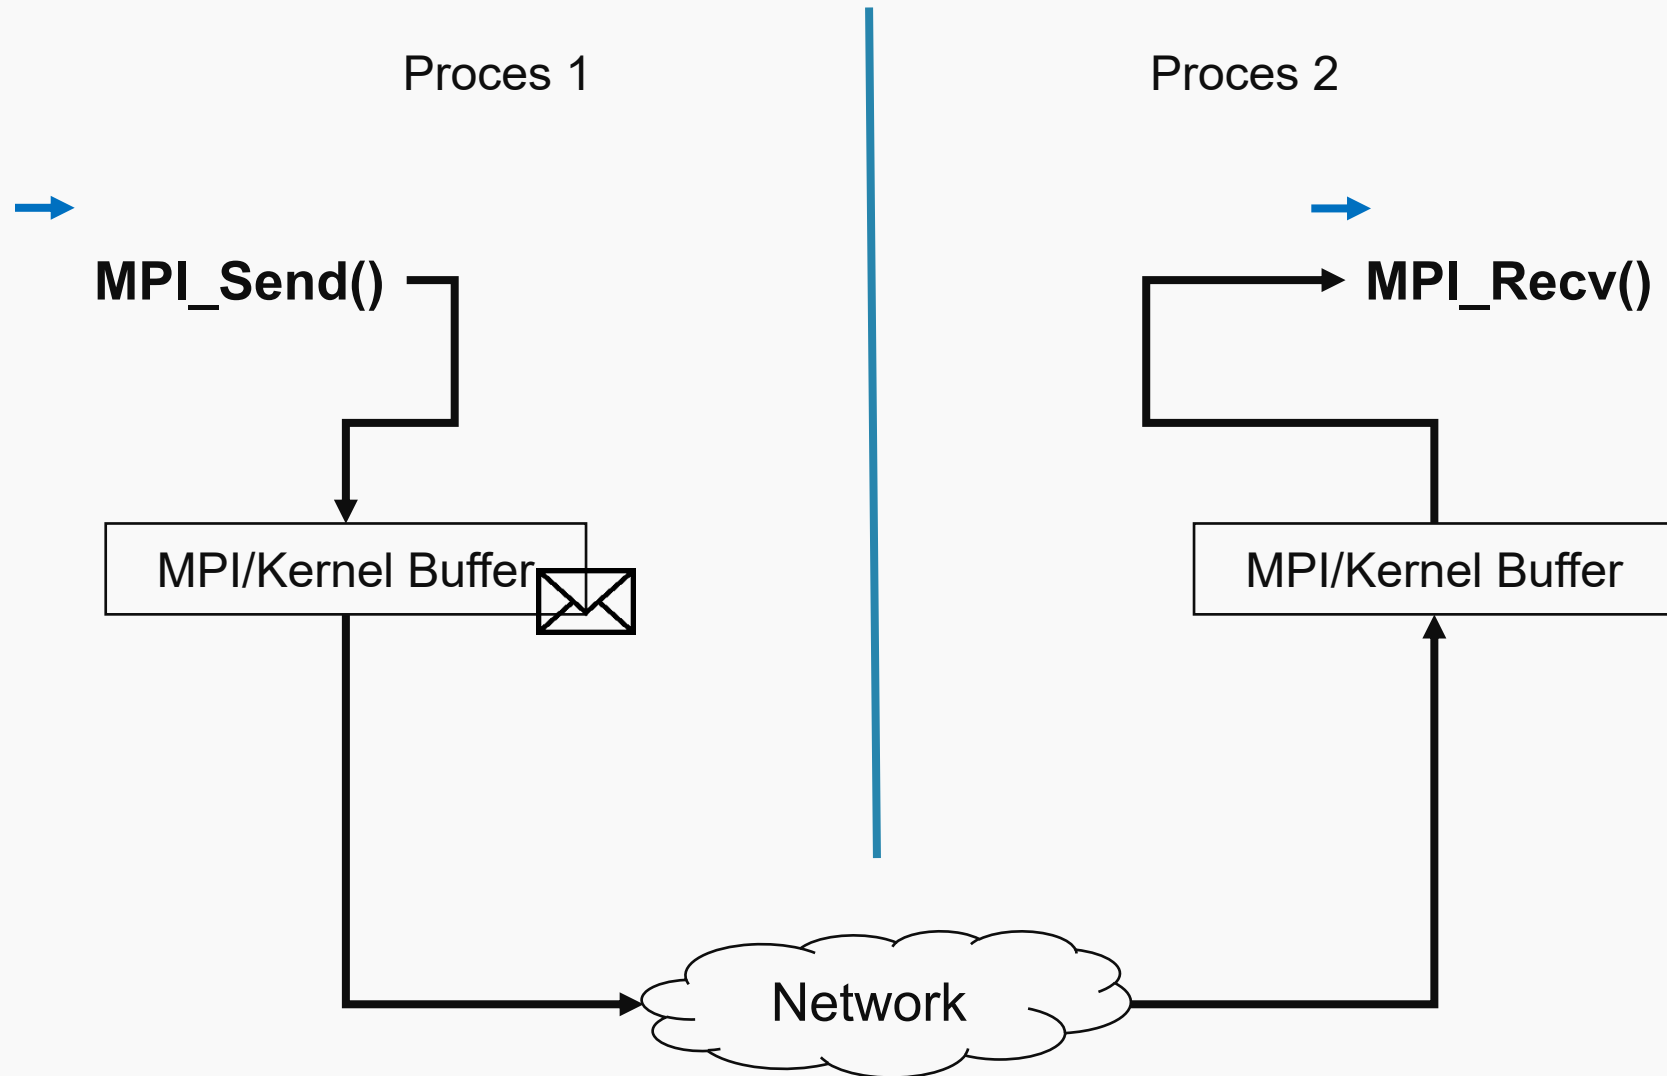 Proces 1
Proces 2
MPI_Send()
MPI_Recv()
MPI/Kernel Buffer
MPI/Kernel Buffer
Network